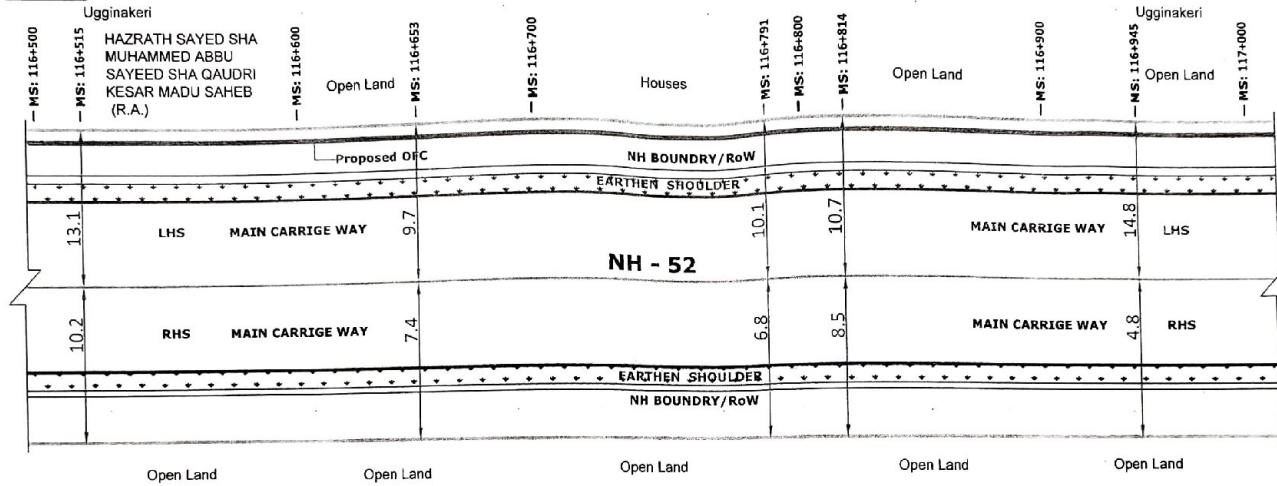 Ugginakeri
Ugginakeri
MS: 116+500
MS: 116+515
HAZRATH SAYED SHA
MUHAMMED ABBU
SAYEED SHA QAUDRI
KESAR MADU SAHEB
(R.A.)
MS: 116+600
Open Land
MS: 116+653
MS: 116+700
Houses
MS: 116+791
MS: 116+800
MS: 116+814
Open Land
MS: 116+900
MS: 116+945
Open Land
MS: 117+000
Proposed OFC
NH BOUNDRY/RoW
EARTHEN SHOULDER
13.1
LHS
MAIN CARRIGE WAY
9.7
10.1
10.7
MAIN CARRIGE WAY
14.8
LHS
NH - 52
10.2
RHS
MAIN CARRIGE WAY
7.4
6.8
8.5
MAIN CARRIGE WAY
4.8
RHS
EARTHEN SHOULDER
NH BOUNDRY/RoW
Open Land
Open Land
Open Land
Open Land
Open Land